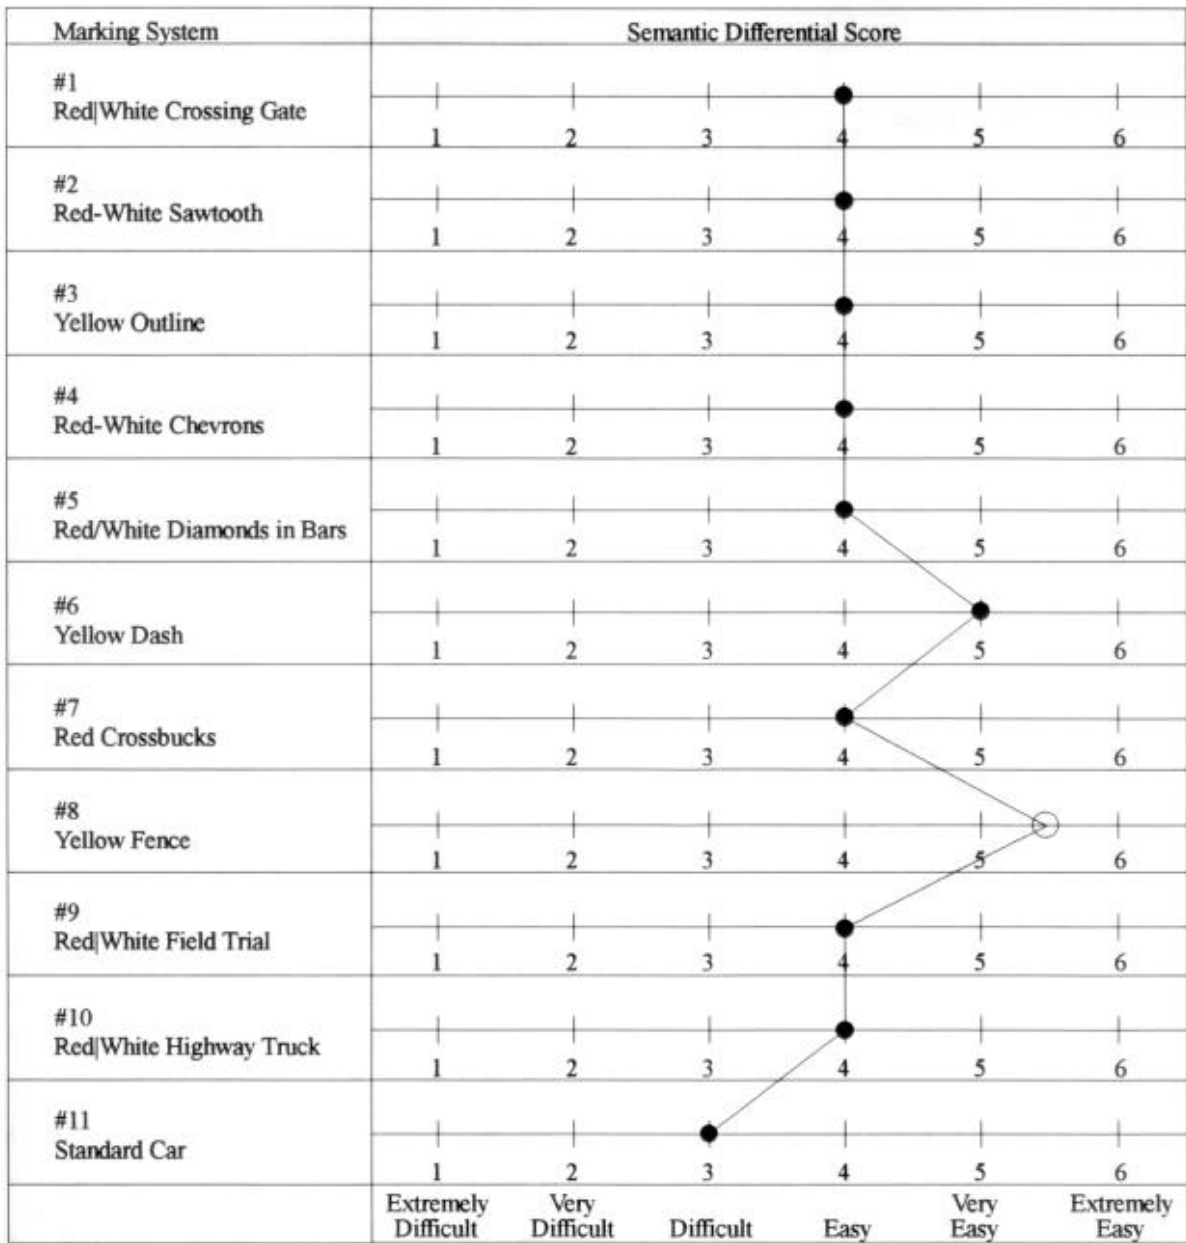 Marking System Semantic Differential Score
#1
Red|White Crossing Gate
1 2 3 4 5 6
#2
Red-White Sawtooth
1 2 3 4 5 6
#3
Yellow Outline
1 2 3 4 5 6
#4
Red-White Chevrons
1 2 3 4 5 6
#5
Red/White Diamonds in Bars
1 2 3 4 5 6
#6
Yellow Dash
1 2 3 4 5 6
#7
Red Crossbucks
1 2 3 4 5 6
#8
Yellow Fence
1 2 3 4 5 6
#9
Red|White Field Trial
1 2 3 4 5 6
#10
Red|White Highway Truck
1 2 3 4 5 6
#11
Standard Car
1 2 3 4 5 6
Extremely Very Very Extremely
Difficult Difficult Difficult Easy Easy Easy